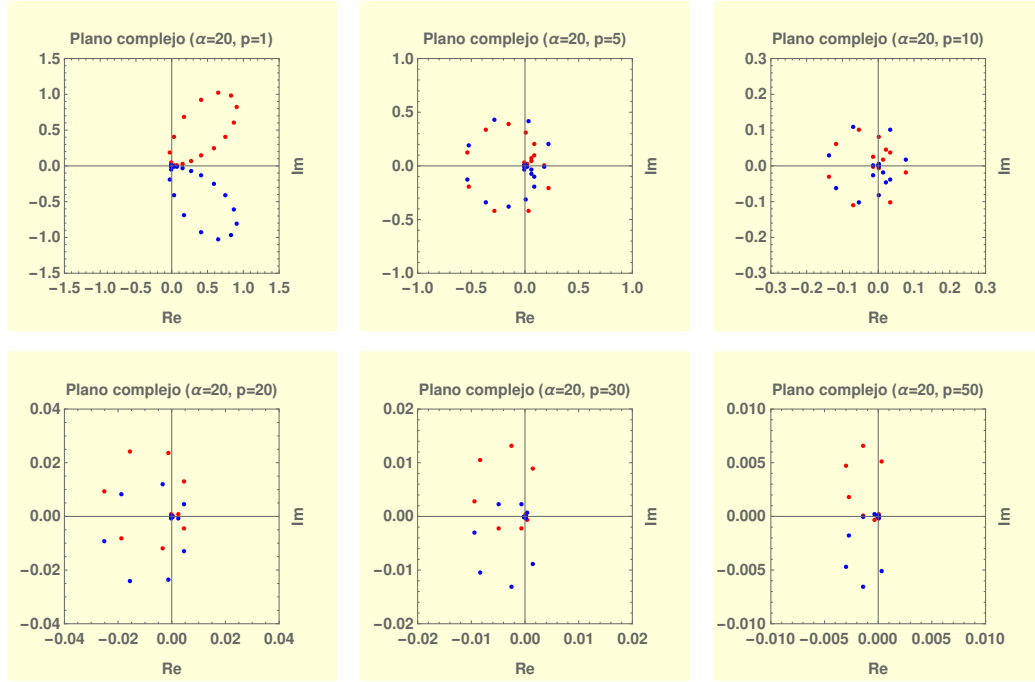 Plano complejo (α=20, p=1)
1.5
1.0
0.5
0.0
−0.5
−1.0
−1.5
−1.5 −1.0 −0.5 0.0 0.5 1.0 1.5
Re
Im
Plano complejo (α=20, p=5)
1.0
0.5
0.0
−0.5
−1.0
−1.0 −0.5 0.0 0.5 1.0
Re
Im
Plano complejo (α=20, p=10)
0.3
0.2
0.1
0.0
−0.1
−0.2
−0.3
−0.3 −0.2 −0.1 0.0 0.1 0.2 0.3
Re
Im
Plano complejo (α=20, p=20)
0.04
0.02
0.00
−0.02
−0.04
−0.04 −0.02 0.00 0.02 0.04
Re
Im
Plano complejo (α=20, p=30)
0.02
0.01
0.00
−0.01
−0.02
−0.02 −0.01 0.00 0.01 0.02
Re
Im
Plano complejo (α=20, p=50)
0.010
0.005
0.000
−0.005
−0.010
−0.010 −0.005 0.000 0.005 0.010
Re
Im